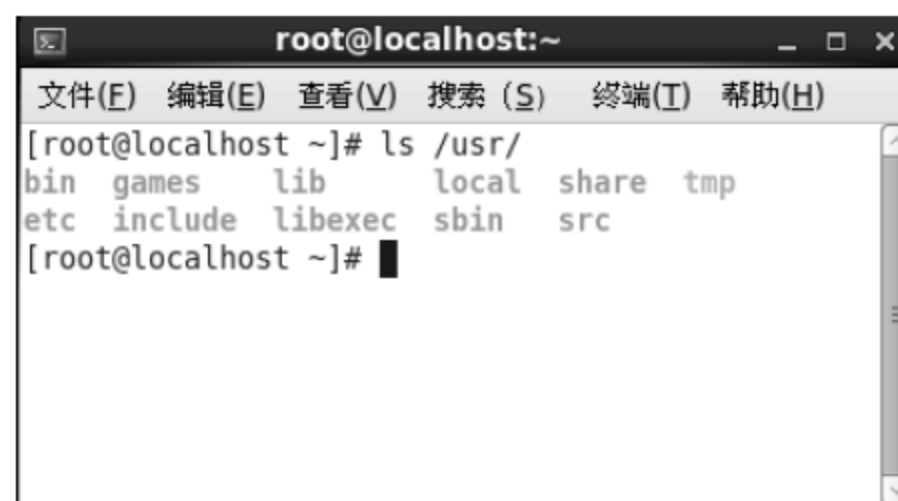 root@localhost:~
文件(F) 编辑(E) 查看(V) 搜索 (S) 终端(T) 帮助(H)
[root@localhost ~]# ls /usr/
bin games lib local share tmp
etc include libexec sbin src
[root@localhost ~]#